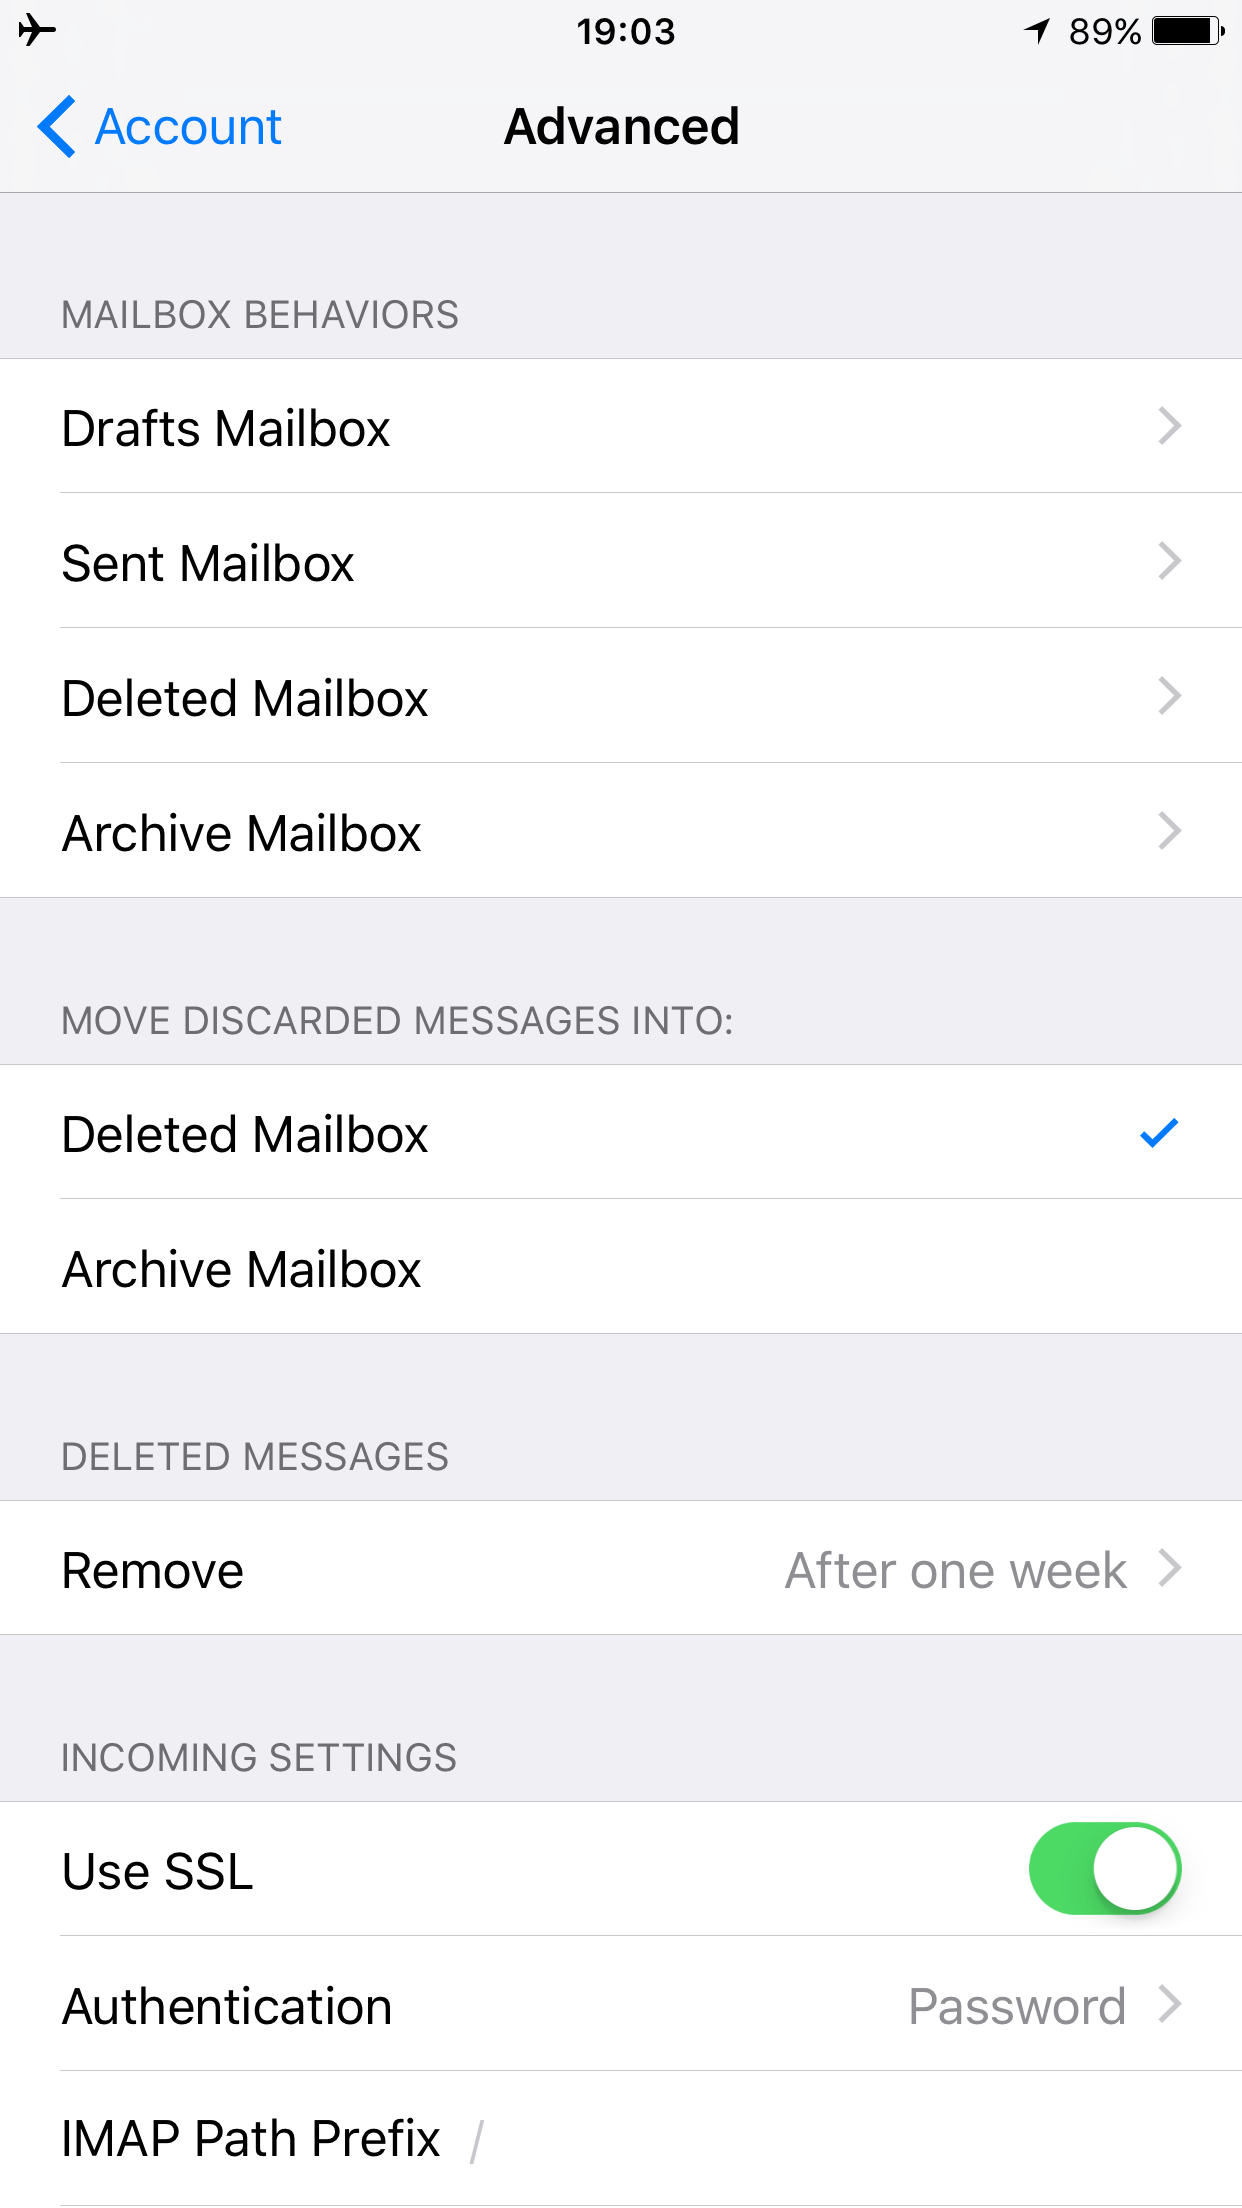 19:03
89%
Account
Advanced
MAILBOX BEHAVIORS
Drafts Mailbox
Sent Mailbox
Deleted Mailbox
Archive Mailbox
MOVE DISCARDED MESSAGES INTO:
Deleted Mailbox
Archive Mailbox
DELETED MESSAGES
Remove After one week
INCOMING SETTINGS
Use SSL
Authentication Password
IMAP Path Prefix /